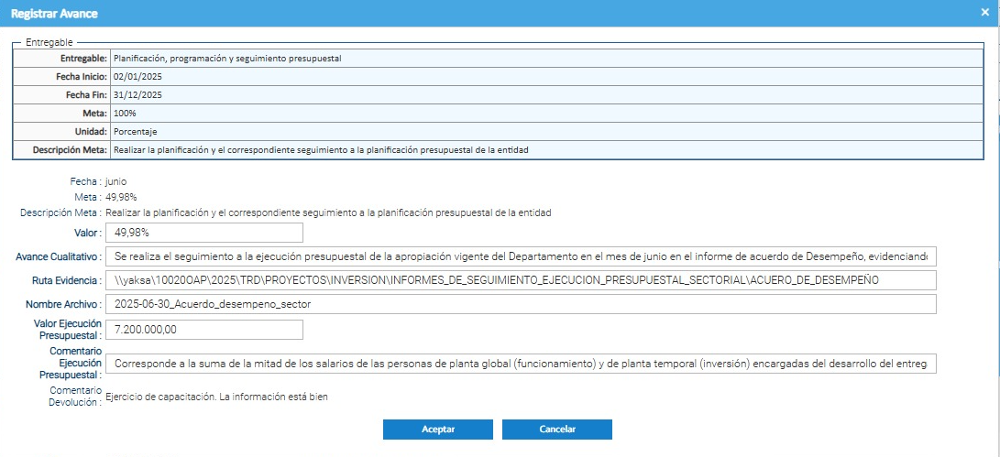 Registrar Avance
×
Entregable
Entregable: Planificación, programación y seguimiento presupuestal
Fecha Inicio: 02/01/2025
Fecha Fin: 31/12/2025
Meta: 100%
Unidad: Porcentaje
Descripción Meta: Realizar la planificación y el correspondiente seguimiento a la planificación presupuestal de la entidad
Fecha : junio
Meta : 49,98%
Descripción Meta : Realizar la planificación y el correspondiente seguimiento a la planificación presupuestal de la entidad
Valor : 49,98%
Avance Cualitativo : Se realiza el seguimiento a la ejecución presupuestal de la apropiación vigente del Departamento en el mes de junio en el informe de acuerdo de Desempeño, evidenciando
Ruta Evidencia : \\yaksa\10020OAP\2025\TRD\PROYECTOS\INVERSION\INFORMES_DE_SEGUIMIENTO_EJECUCION_PRESUPUESTAL_SECTORIAL\ACUERO_DE_DESEMPEÑO
Nombre Archivo : 2025-06-30_Acuerdo_desempeno_sector
Valor Ejecución
Presupuestal : 7.200.000,00
Comentario
Ejecución
Presupuestal : Corresponde a la suma de la mitad de los salarios de las personas de planta global (funcionamiento) y de planta temporal (inversión) encargadas del desarrollo del entreg
Comentario
Devolución : Ejercicio de capacitación. La información está bien
Aceptar Cancelar